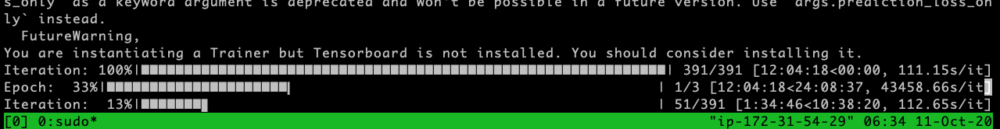 s_only` as a keyword argument is deprecated and won't be possible in a future version. Use `args.prediction_loss_on
ly` instead.
  FutureWarning,
You are instantiating a Trainer but Tensorboard is not installed. You should consider installing it.
Iteration: 100%|| 391/391 [12:04:18<00:00, 111.15s/it]
Epoch:  33%|| 1/3 [12:04:18<24:08:37, 43458.66s/it]
Iteration:  13%|| 51/391 [1:34:46<10:38:20, 112.65s/it]
[0] 0:sudo* "ip-172-31-54-29" 06:34 11-Oct-20